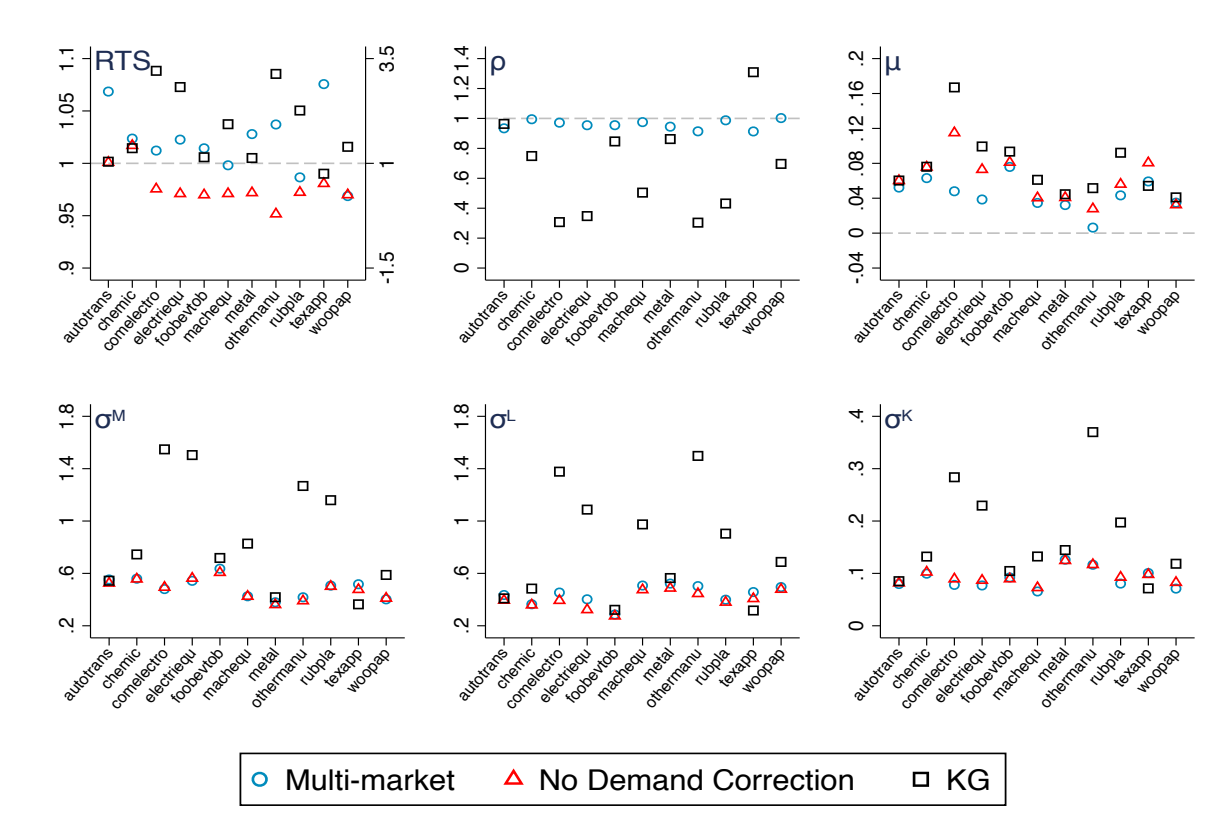 RTS
1.1
1.05
1
.95
.9
3.5
1
-1.5
autotrans
chemic
comelectro
electriequ
foobevtob
machequ
metal
othermanu
rubpla
texapp
woopap
ρ
1.4
1.2
1
.8
.6
.4
.2
0
autotrans
chemic
comelectro
electriequ
foobevtob
machequ
metal
othermanu
rubpla
texapp
woopap
μ
.2
.16
.12
.08
.04
0
-.04
autotrans
chemic
comelectro
electriequ
foobevtob
machequ
metal
othermanu
rubpla
texapp
woopap
σᴹ
1.8
1.4
1
.6
.2
autotrans
chemic
comelectro
electriequ
foobevtob
machequ
metal
othermanu
rubpla
texapp
woopap
σᴸ
1.8
1.4
1
.6
.2
autotrans
chemic
comelectro
electriequ
foobevtob
machequ
metal
othermanu
rubpla
texapp
woopap
σᴷ
.4
.3
.2
.1
0
autotrans
chemic
comelectro
electriequ
foobevtob
machequ
metal
othermanu
rubpla
texapp
woopap
Multi-market No Demand Correction KG